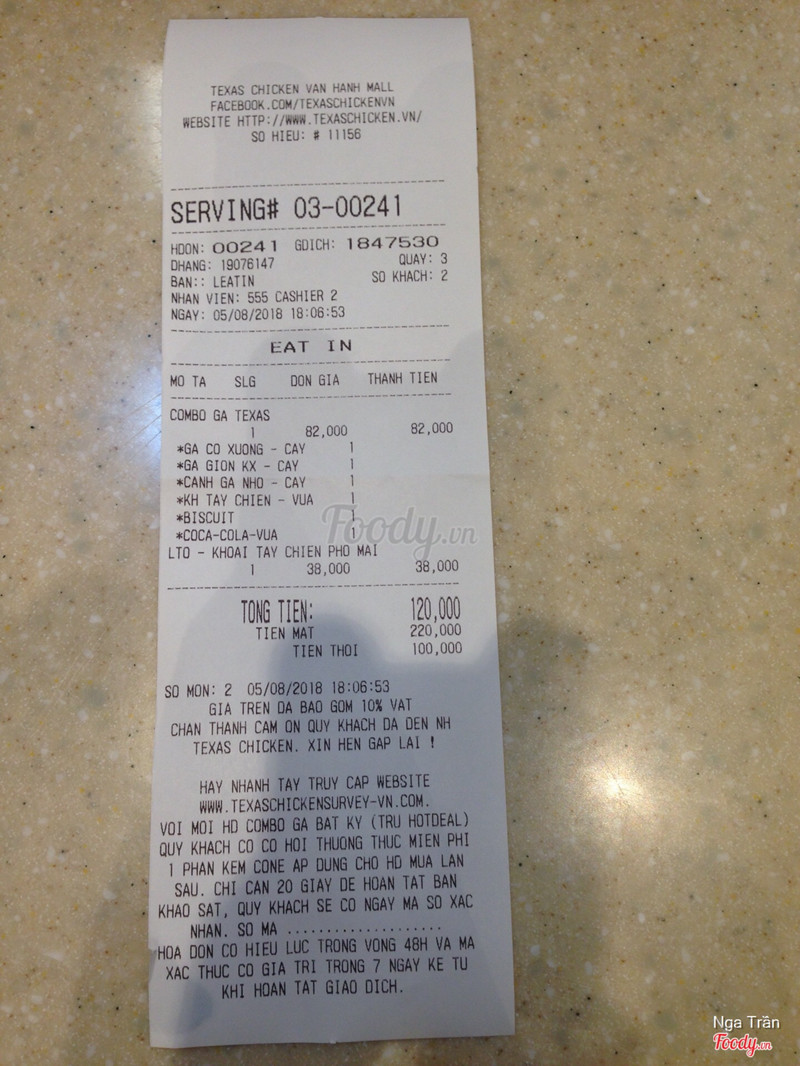 TEXAS CHICKEN VAN HANH MALL
FACEBOOK.COM/TEXASCHICKENVN
WEBSITE HTTP://WWW.TEXASCHICKEN.VN/
SO HIEU: # 11156
SERVING# 03-00241
HDON: 00241 GDICH: 1847530
DHANG: 19076147 QUAY: 3
BAN:: LEATIN SO KHACH: 2
NHAN VIEN: 555 CASHIER 2
NGAY: 05/08/2018 18:06:53
EAT IN
MO TA SLG DON GIA THANH TIEN
COMBO GA TEXAS
1 82,000 82,000
*GA CO XUONG - CAY 1
*GA GION KX - CAY 1
*CANH GA NHO - CAY 1
*KH TAY CHIEN - VUA 1
*BISCUIT 1
*COCA-COLA-VUA 1
LTO - KHOAI TAY CHIEN PHO MAI
1 38,000 38,000
TONG TIEN: 120,000
TIEN MAT 220,000
TIEN THOI 100,000
SO MON: 2 05/08/2018 18:06:53
GIA TREN DA BAO GOM 10% VAT
CHAN THANH CAM ON QUY KHACH DA DEN NH
TEXAS CHICKEN. XIN HEN GAP LAI !
HAY NHANH TAY TRUY CAP WEBSITE
WWW.TEXASCHICKENSURVEY-VN.COM.
VOI MOI HD COMBO GA BAT KY (TRU HOTDEAL)
QUY KHACH CO CO HOI THUONG THUC MIEN PHI
1 PHAN KEM CONE AP DUNG CHO HD MUA LAN
SAU. CHI CAN 20 GIAY DE HOAN TAT BAN
KHAO SAT, QUY KHACH SE CO NGAY MA SO XAC
NHAN. SO MA ....................
HOA DON CO HIEU LUC TRONG VONG 48H VA MA
XAC THUC CO GIA TRI TRONG 7 NGAY KE TU
KHI HOAN TAT GIAO DICH.
Foody.vn
Nga Trần
Foody.vn